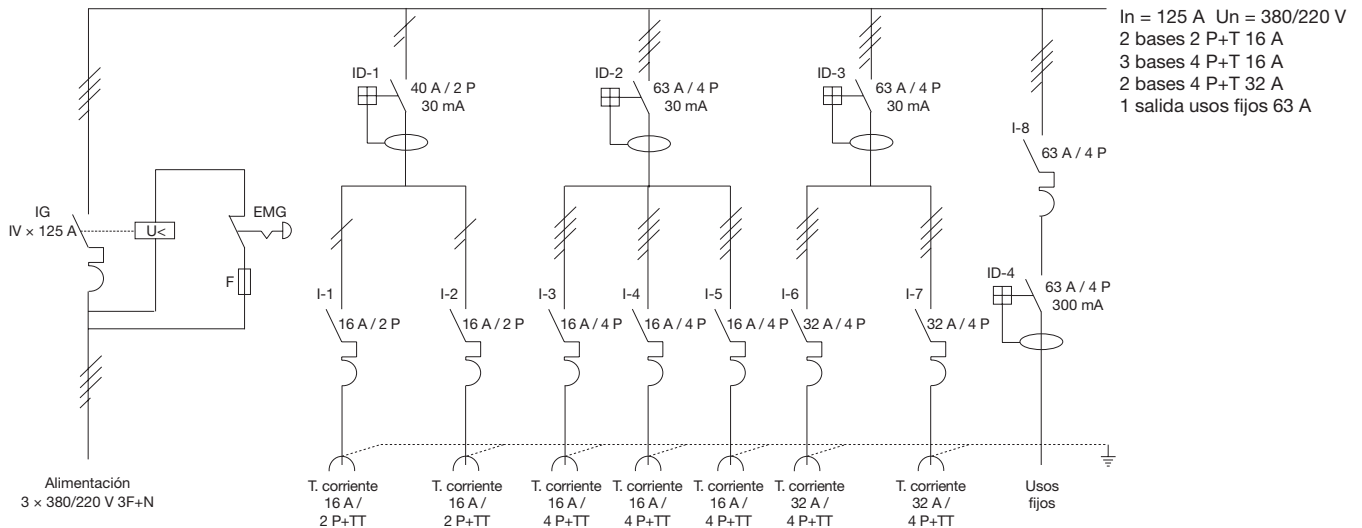 In = 125 A Un = 380/220 V
2 bases 2 P+T 16 A
3 bases 4 P+T 16 A
2 bases 4 P+T 32 A
1 salida usos fijos 63 A
ID-1
40 A / 2 P
30 mA
ID-2
63 A / 4 P
30 mA
ID-3
63 A / 4 P
30 mA
I-8
63 A / 4 P
IG
IV × 125 A
U<
EMG
F
ID-4
63 A / 4 P
300 mA
I-1
16 A / 2 P
I-2
16 A / 2 P
I-3
16 A / 4 P
I-4
16 A / 4 P
I-5
16 A / 4 P
I-6
32 A / 4 P
I-7
32 A / 4 P
Alimentación
3 × 380/220 V 3F+N
T. corriente
16 A /
2 P+TT
T. corriente
16 A /
2 P+TT
T. corriente
16 A /
4 P+TT
T. corriente
16 A /
4 P+TT
T. corriente
16 A /
4 P+TT
T. corriente
32 A /
4 P+TT
T. corriente
32 A /
4 P+TT
Usos
fijos